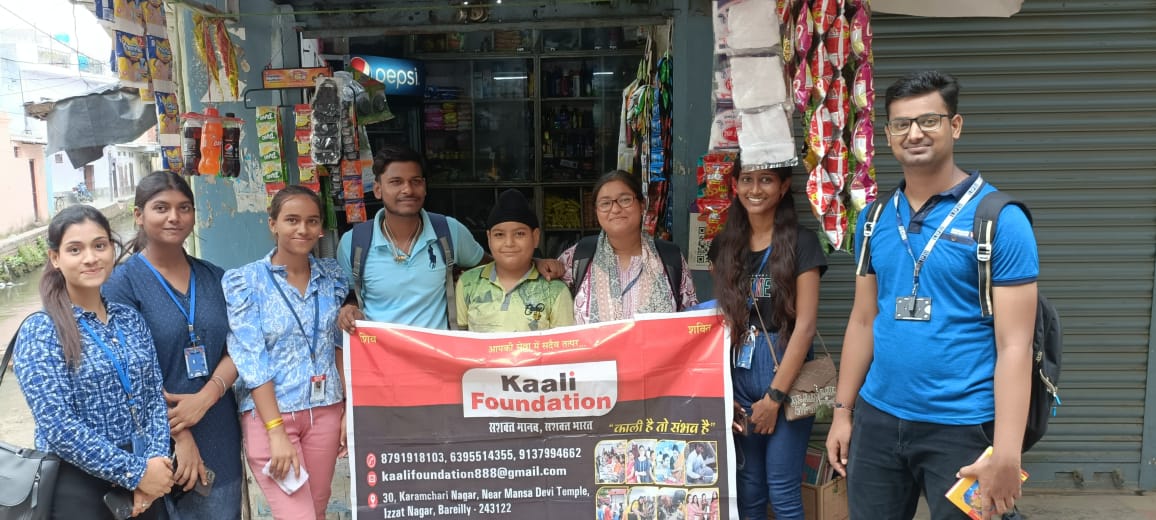 pepsi
शिव
शक्ति
आपकी सेवा में सदैव तत्पर...
Kaali
Foundation
सशक्त मानव, सशक्त भारत
"काली है तो संभव है"
8791918103, 6395514355, 9137994662
kaalifoundation888@gmail.com
30, Karamchari Nagar, Near Mansa Devi Temple,
Izzat Nagar, Bareilly - 243122